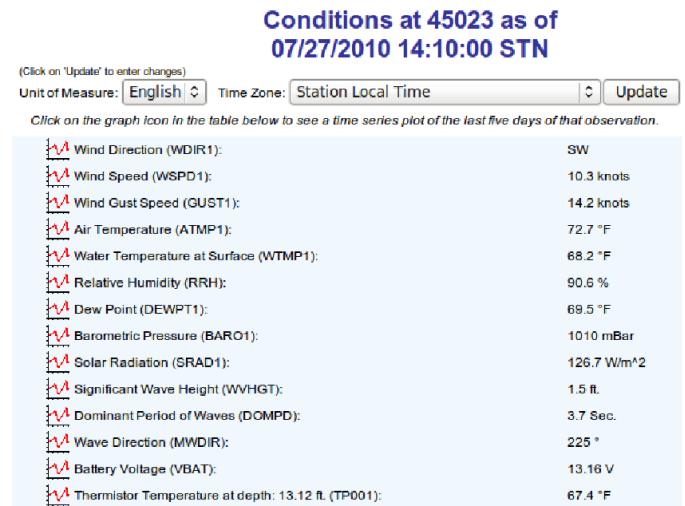 Conditions at 45023 as of
07/27/2010 14:10:00 STN
(Click on 'Update' to enter changes)
Unit of Measure: English Time Zone: Station Local Time Update
Click on the graph icon in the table below to see a time series plot of the last five days of that observation.
Wind Direction (WDIR1): SW
Wind Speed (WSPD1): 10.3 knots
Wind Gust Speed (GUST1): 14.2 knots
Air Temperature (ATMP1): 72.7 °F
Water Temperature at Surface (WTMP1): 68.2 °F
Relative Humidity (RRH): 90.6 %
Dew Point (DEWPT1): 69.5 °F
Barometric Pressure (BARO1): 1010 mBar
Solar Radiation (SRAD1): 126.7 W/m^2
Significant Wave Height (WVHGT): 1.5 ft.
Dominant Period of Waves (DOMPD): 3.7 Sec.
Wave Direction (MWDIR): 225 °
Battery Voltage (VBAT): 13.16 V
Thermistor Temperature at depth: 13.12 ft. (TP001): 67.4 °F